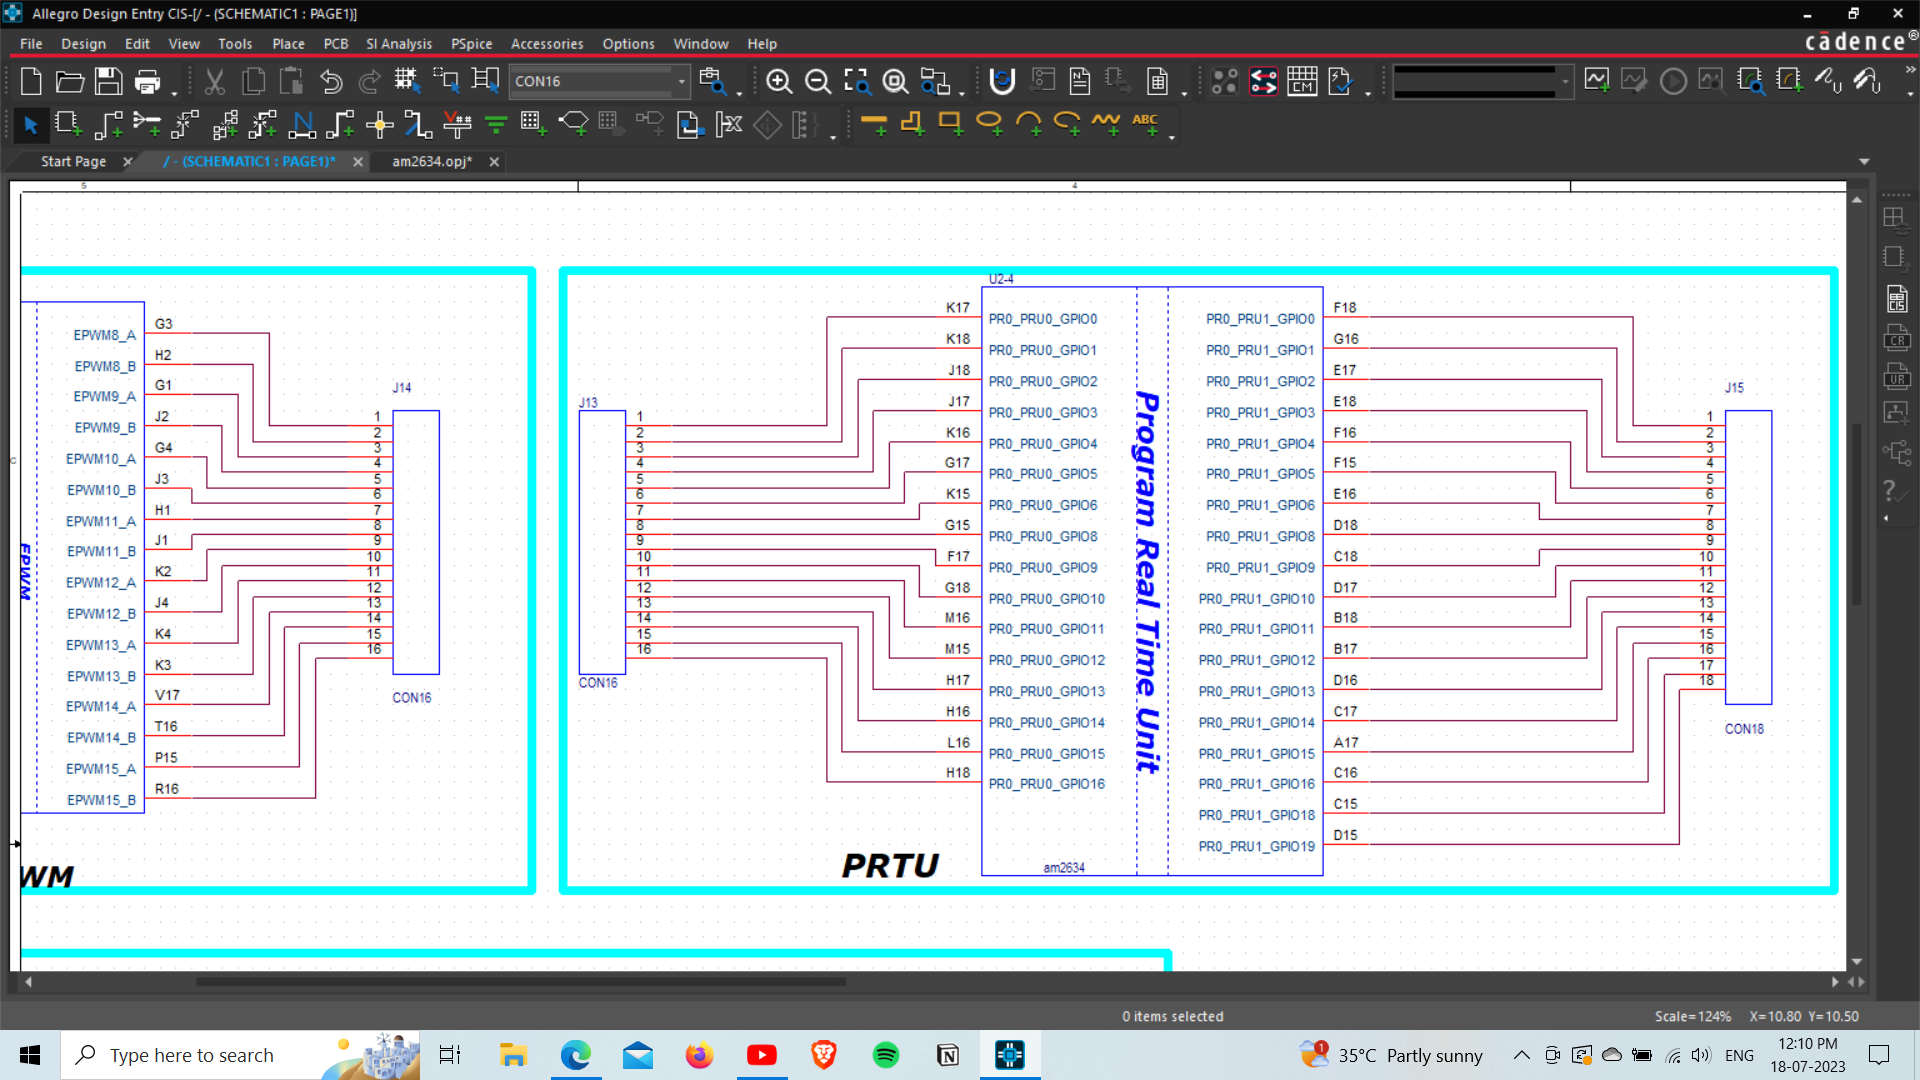 Allegro Design Entry CIS-[/ - (SCHEMATIC1 : PAGE1)]
File Design Edit View Tools Place PCB SI Analysis PSpice Accessories Options Window Help
cādence®
CON16
CM
ABC
Start Page
/ - (SCHEMATIC1 : PAGE1)*
am2634.opj*
5
4
C
EPWM
EPWM8_A G3
EPWM8_B H2
EPWM9_A G1
EPWM9_B J2
EPWM10_A G4
EPWM10_B J3
EPWM11_A H1
EPWM11_B J1
EPWM12_A K2
EPWM12_B J4
EPWM13_A K4
EPWM13_B K3
EPWM14_A V17
EPWM14_B T16
EPWM15_A P15
EPWM15_B R16
WM
J14
1
2
3
4
5
6
7
8
9
10
11
12
13
14
15
16
CON16
J13
1
2
3
4
5
6
7
8
9
10
11
12
13
14
15
16
CON16
U2-4
K17 PR0_PRU0_GPIO0
K18 PR0_PRU0_GPIO1
J18 PR0_PRU0_GPIO2
J17 PR0_PRU0_GPIO3
K16 PR0_PRU0_GPIO4
G17 PR0_PRU0_GPIO5
K15 PR0_PRU0_GPIO6
G15 PR0_PRU0_GPIO8
F17 PR0_PRU0_GPIO9
G18 PR0_PRU0_GPIO10
M16 PR0_PRU0_GPIO11
M15 PR0_PRU0_GPIO12
H17 PR0_PRU0_GPIO13
H16 PR0_PRU0_GPIO14
L16 PR0_PRU0_GPIO15
H18 PR0_PRU0_GPIO16
Program Real Time Unit
PR0_PRU1_GPIO0 F18
PR0_PRU1_GPIO1 G16
PR0_PRU1_GPIO2 E17
PR0_PRU1_GPIO3 E18
PR0_PRU1_GPIO4 F16
PR0_PRU1_GPIO5 F15
PR0_PRU1_GPIO6 E16
PR0_PRU1_GPIO8 D18
PR0_PRU1_GPIO9 C18
PR0_PRU1_GPIO10 D17
PR0_PRU1_GPIO11 B18
PR0_PRU1_GPIO12 B17
PR0_PRU1_GPIO13 D16
PR0_PRU1_GPIO14 C17
PR0_PRU1_GPIO15 A17
PR0_PRU1_GPIO16 C16
PR0_PRU1_GPIO18 C15
PR0_PRU1_GPIO19 D15
am2634
PRTU
J15
1
2
3
4
5
6
7
8
9
10
11
12
13
14
15
16
17
18
CON18
CIS
CR
UR
0 items selected
Scale=124% X=10.80 Y=10.50
Type here to search
1
35°C Partly sunny
ENG
12:10 PM
18-07-2023